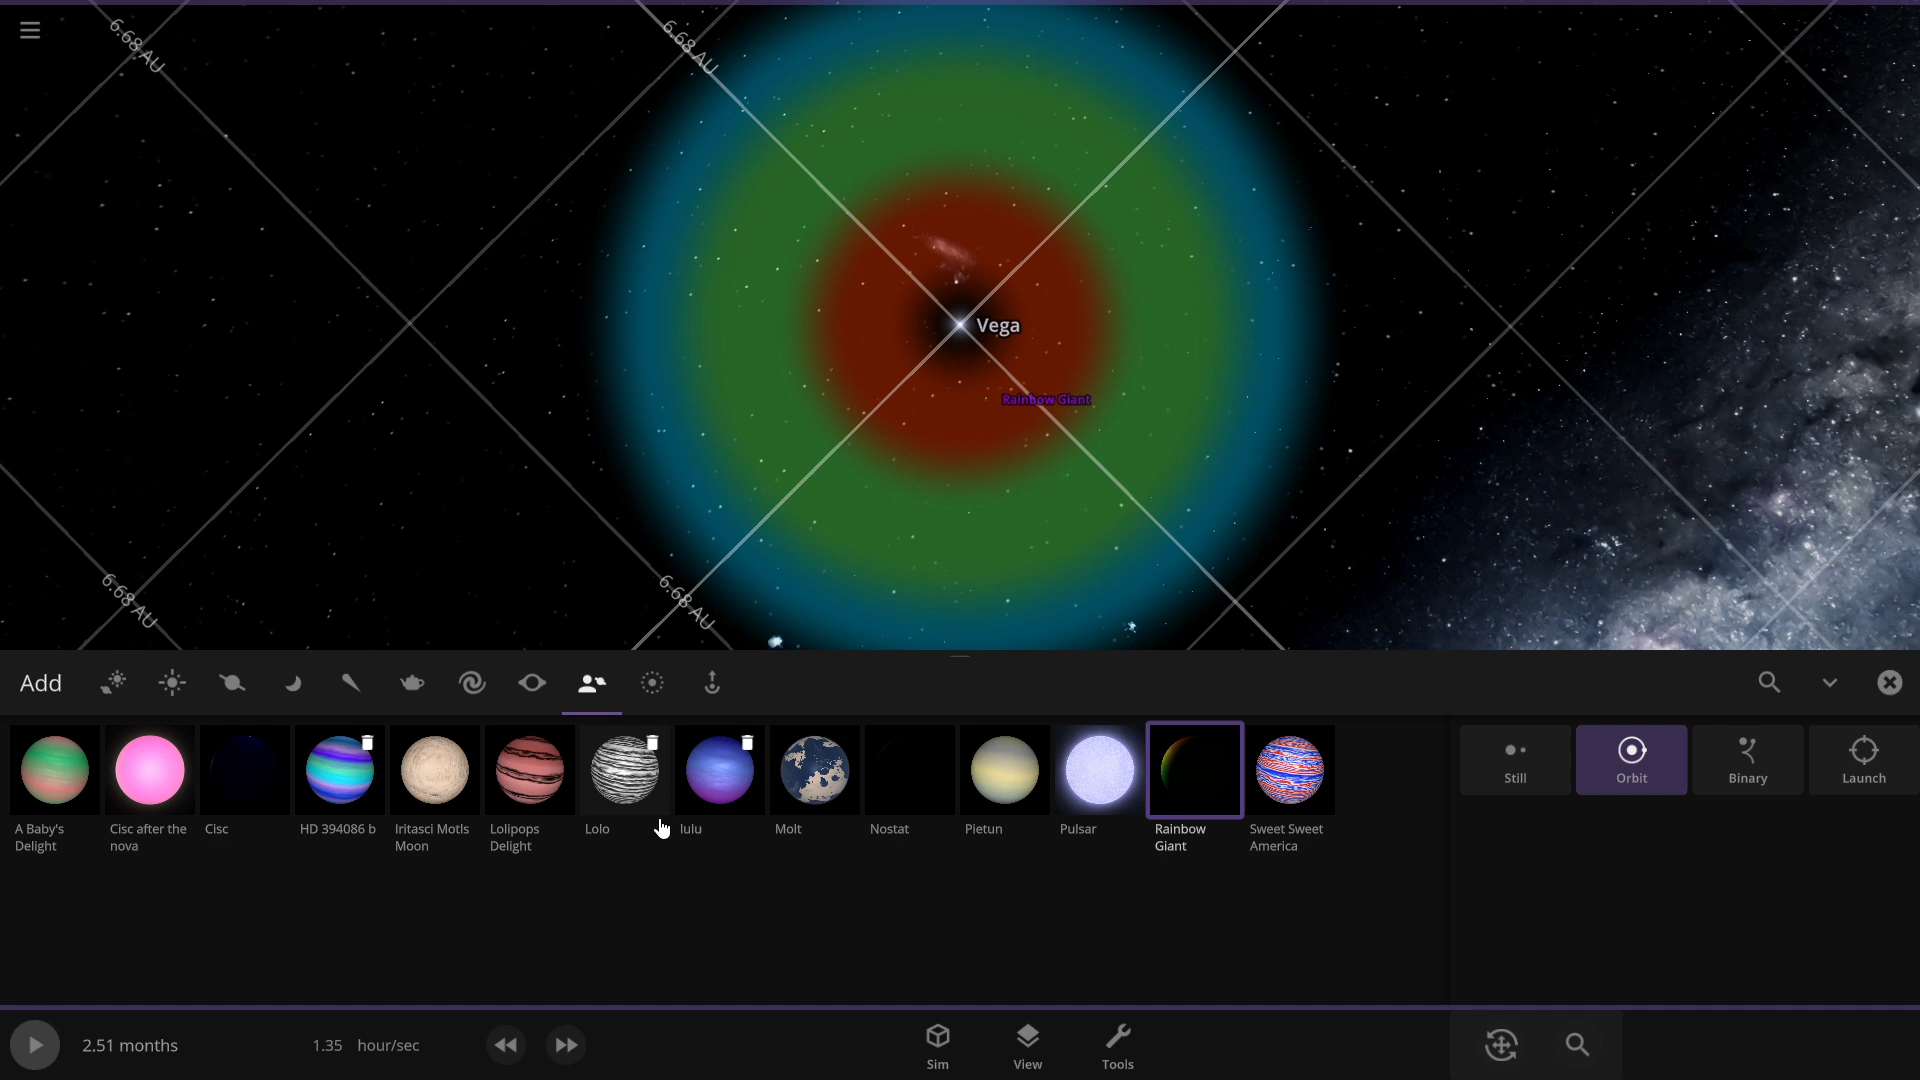 6.68 AU
6.68 AU
Vega
Rainbow Giant
6.68 AU
6.68 AU
Add
A Baby's
Delight
Cisc after the
nova
Cisc
HD 394086 b
Iritasci Motls
Moon
Lolipops
Delight
Lolo
lulu
Molt
Nostat
Pietun
Pulsar
Rainbow
Giant
Sweet Sweet
America
Still
Orbit
Binary
Launch
2.51 months
1.35 hour/sec
Sim
View
Tools